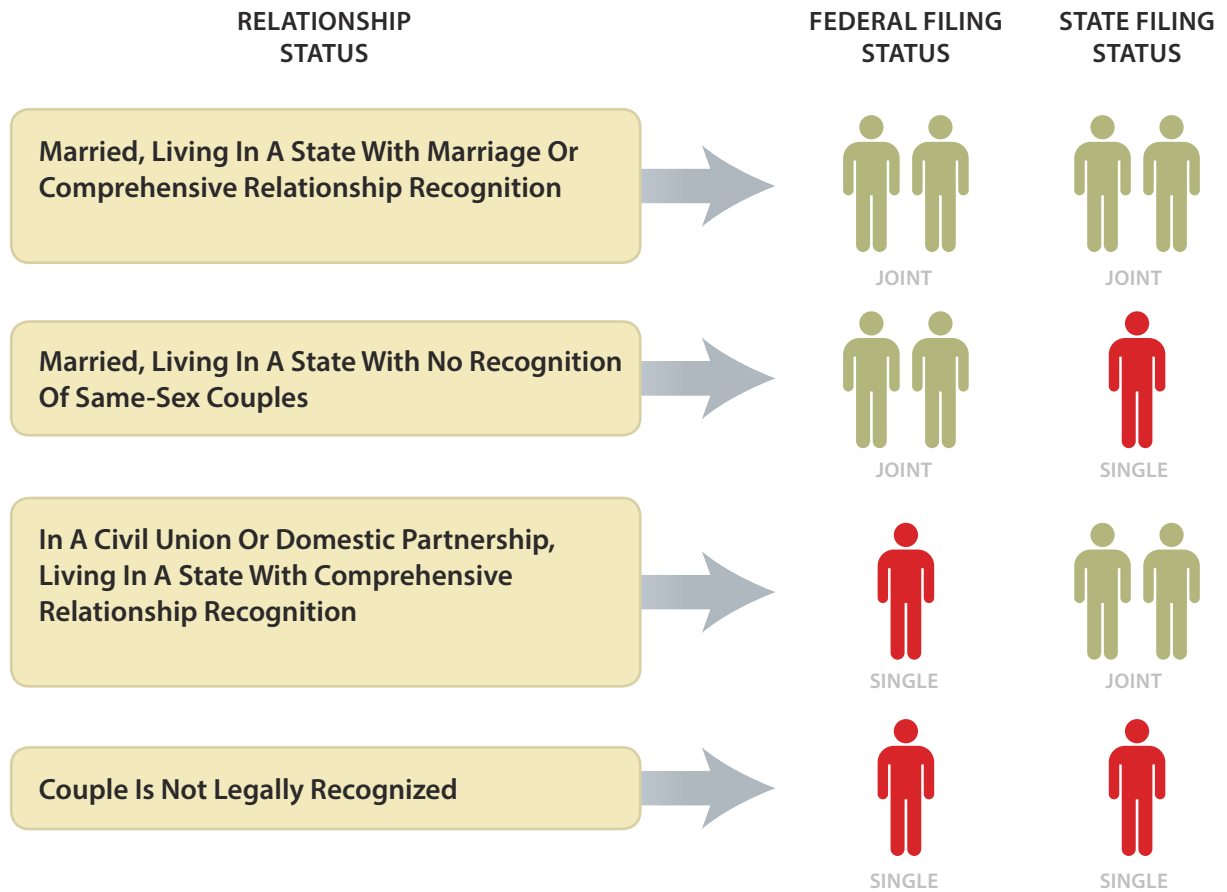 RELATIONSHIP
STATUS
FEDERAL FILING
STATUS
STATE FILING
STATUS
Married, Living In A State With Marriage Or
Comprehensive Relationship Recognition
JOINT
JOINT
Married, Living In A State With No Recognition
Of Same-Sex Couples
JOINT
SINGLE
In A Civil Union Or Domestic Partnership,
Living In A State With Comprehensive
Relationship Recognition
SINGLE
JOINT
Couple Is Not Legally Recognized
SINGLE
SINGLE